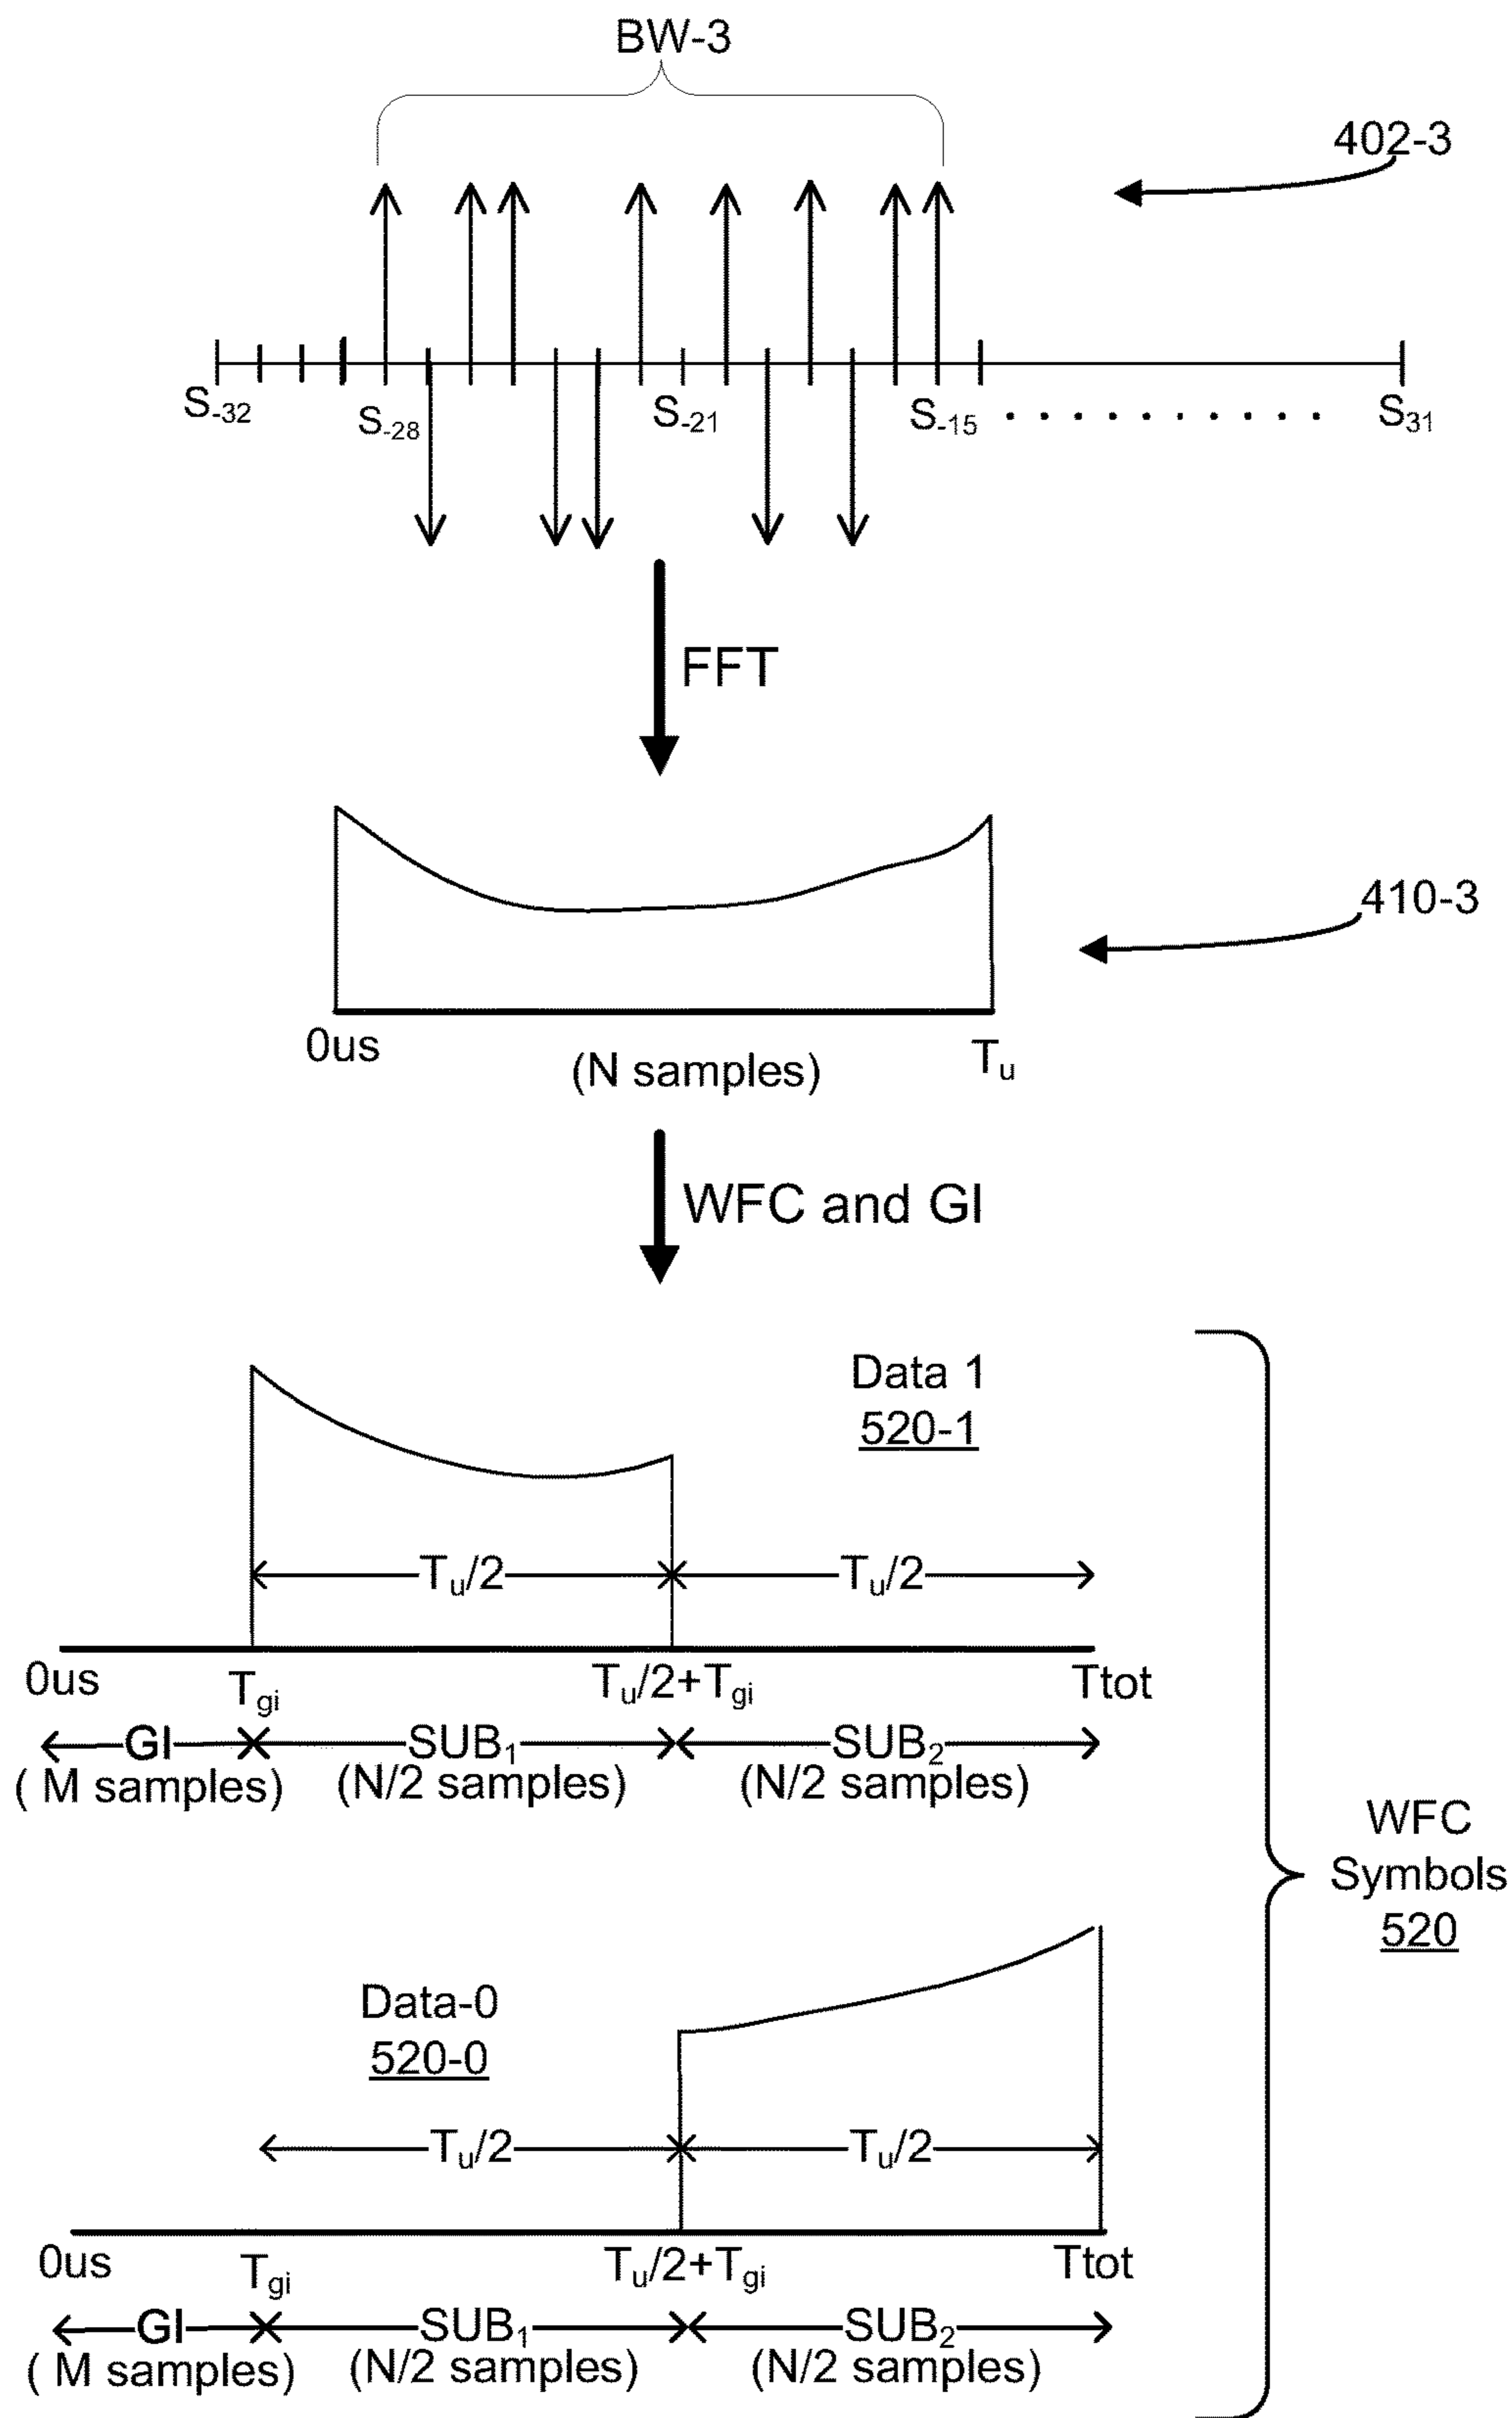 BW-3
402-3
S-32
S-28
S-21
S-15
. . . . . . . . . .
S31
FFT
410-3
0us
(N samples)
Tu
WFC and GI
Data 1
520-1
Tu/2
Tu/2
0us
Tgi
Tu/2+Tgi
Ttot
GI
SUB1
SUB2
( M samples)
(N/2 samples)
(N/2 samples)
WFC
Symbols
520
Data-0
520-0
Tu/2
Tu/2
0us
Tgi
Tu/2+Tgi
Ttot
GI
SUB1
SUB2
( M samples)
(N/2 samples)
(N/2 samples)